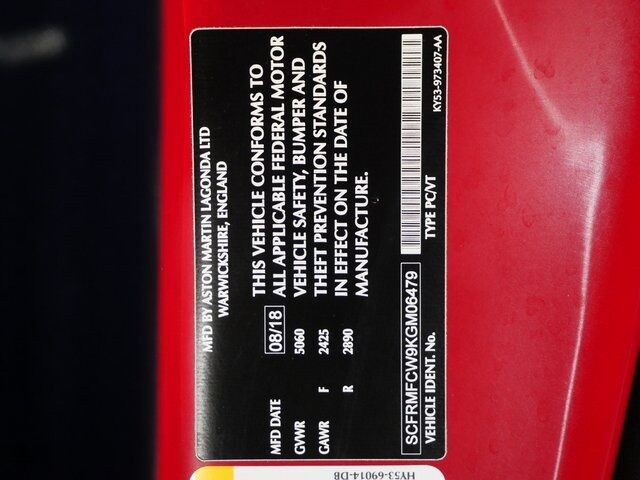 MFD BY ASTON MARTIN LAGONDA LTD
WARWICKSHIRE, ENGLAND
THIS VEHICLE CONFORMS TO
ALL APPLICABLE FEDERAL MOTOR
VEHICLE SAFETY, BUMPER AND
THEFT PREVENTION STANDARDS
IN EFFECT ON THE DATE OF
MANUFACTURE.
MFD DATE 08/18
GVWR 5060
GAWR F 2425
R 2890
SCFRMFCW9KGM06479
VEHICLE IDENT. No. TYPE PC/VT
KY53-973407-AA
HY53-69014-DB